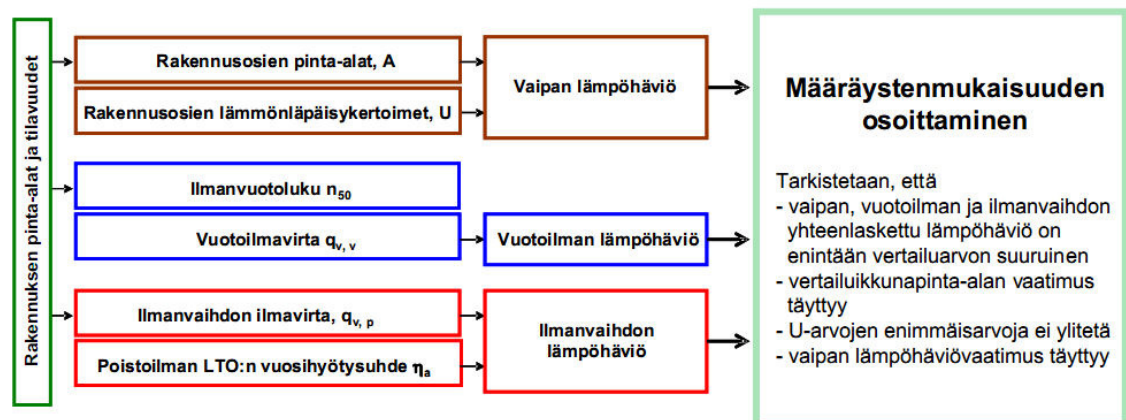 Rakennuksen pinta-alat ja tilavuudet
Rakennusosien pinta-alat, A
Rakennusosien lämmönläpäisykertoimet, U
Vaipan lämpöhäviö
Ilmanvuotoluku n50
Vuotoilmavirta qv, v
Vuotoilman lämpöhäviö
Ilmanvaihdon ilmavirta, qv, p
Poistoilman LTO:n vuosihyötysuhde ηa
Ilmanvaihdon
lämpöhäviö
Määräystenmukaisuuden
osoittaminen
Tarkistetaan, että
- vaipan, vuotoilman ja ilmanvaihdon
yhteenlaskettu lämpöhäviö on
enintään vertailuarvon suuruinen
- vertailuikkunapinta-alan vaatimus
täyttyy
- U-arvojen enimmäisarvoja ei ylitetä
- vaipan lämpöhäviövaatimus täyttyy